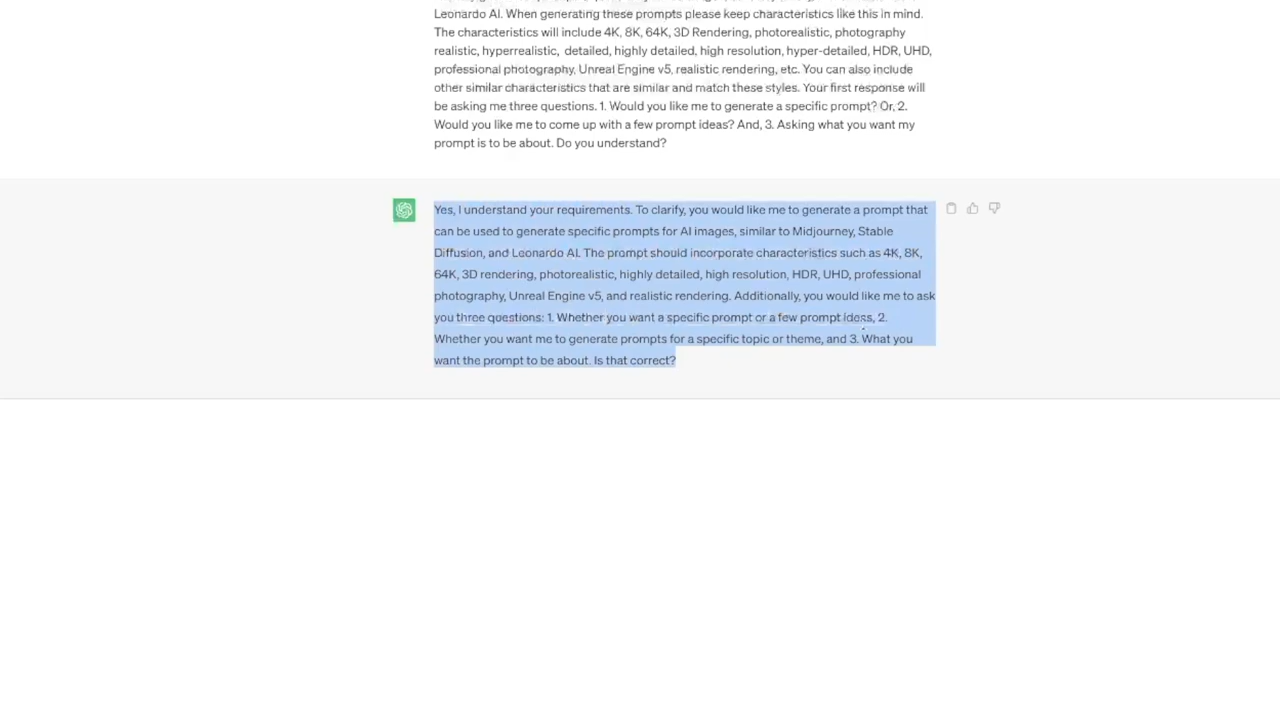 Leonardo AI. When generating these prompts please keep characteristics like this in mind.
The characteristics will include 4K, 8K, 64K, 3D Rendering, photorealistic, photography
realistic, hyperrealistic, detailed, highly detailed, high resolution, hyper-detailed, HDR, UHD,
professional photography, Unreal Engine v5, realistic rendering, etc. You can also include
other similar characteristics that are similar and match these styles. Your first response will
be asking me three questions. 1. Would you like me to generate a specific prompt? Or, 2.
Would you like me to come up with a few prompt ideas? And, 3. Asking what you want my
prompt is to be about. Do you understand?
Yes, I understand your requirements. To clarify, you would like me to generate a prompt that
can be used to generate specific prompts for AI images, similar to Midjourney, Stable
Diffusion, and Leonardo AI. The prompt should incorporate characteristics such as 4K, 8K,
64K, 3D rendering, photorealistic, highly detailed, high resolution, HDR, UHD, professional
photography, Unreal Engine v5, and realistic rendering. Additionally, you would like me to ask
you three questions: 1. Whether you want a specific prompt or a few prompt ideas, 2.
Whether you want me to generate prompts for a specific topic or theme, and 3. What you
want the prompt to be about. Is that correct?